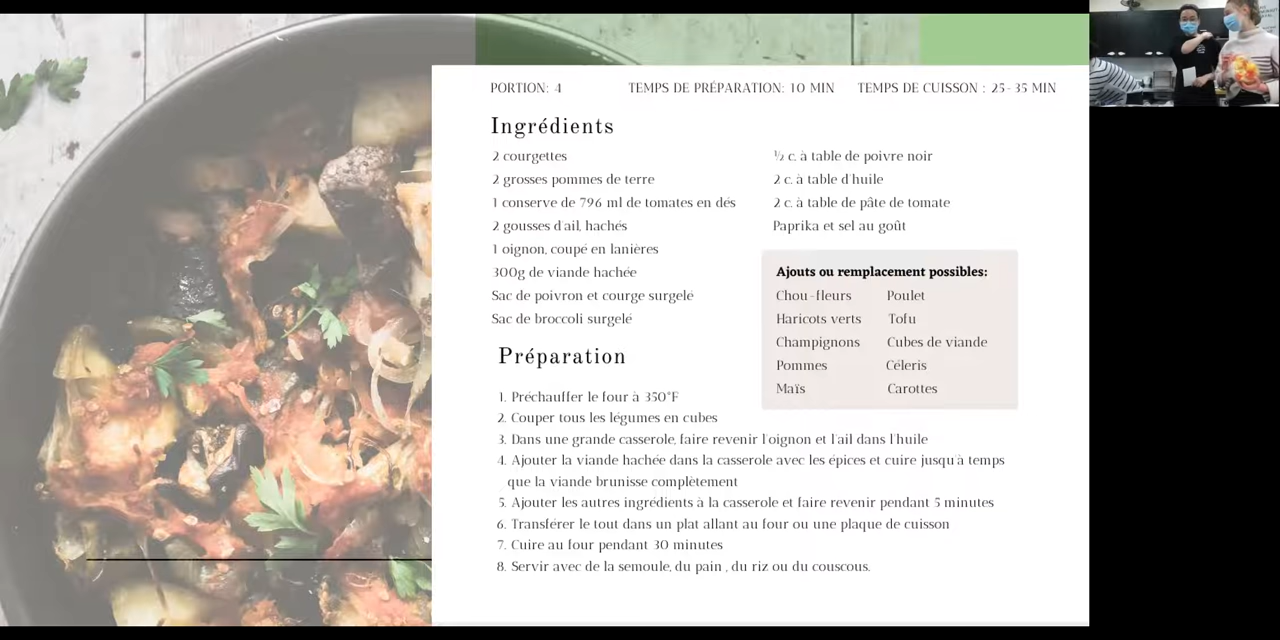 PORTION: 4 TEMPS DE PRÉPARATION: 10 MIN TEMPS DE CUISSON : 25-35 MIN
Ingrédients
2 courgettes
2 grosses pommes de terre
1 conserve de 796 ml de tomates en dés
2 gousses d'ail, hachés
1 oignon, coupé en lanières
300g de viande hachée
Sac de poivron et courge surgelé
Sac de broccoli surgelé
½ c. à table de poivre noir
2 c. à table d'huile
2 c. à table de pâte de tomate
Paprika et sel au goût
Ajouts ou remplacement possibles:
Chou-fleurs Poulet
Haricots verts Tofu
Champignons Cubes de viande
Pommes Céleris
Maïs Carottes
Préparation
1. Préchauffer le four à 350°F
2. Couper tous les légumes en cubes
3. Dans une grande casserole, faire revenir l'oignon et l'ail dans l'huile
4. Ajouter la viande hachée dans la casserole avec les épices et cuire jusqu'à temps
que la viande brunisse complètement
5. Ajouter les autres ingrédients à la casserole et faire revenir pendant 5 minutes
6. Transférer le tout dans un plat allant au four ou une plaque de cuisson
7. Cuire au four pendant 30 minutes
8. Servir avec de la semoule, du pain , du riz ou du couscous.